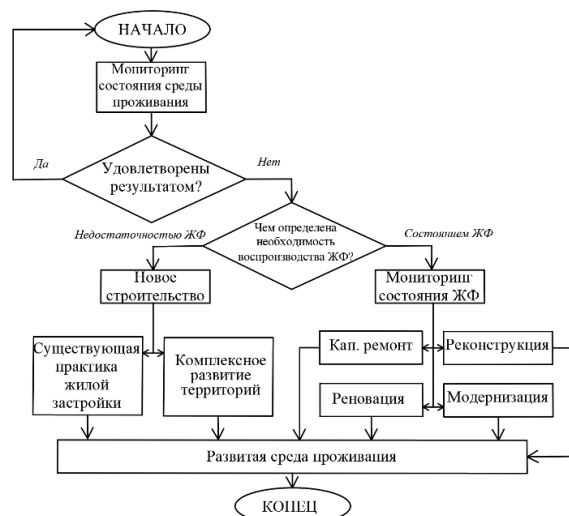 НАЧАЛО
Мониторинг
состояния среды
проживания
Да
Удовлетворены
результатом?
Нет
Недостаточностью ЖФ
Чем определена
необходимость
воспроизводства ЖФ?
Состоянием ЖФ
Новое
строительство
Мониторинг
состояния ЖФ
Существующая
практика
жилой
застройки
Комплексное
развитие
территорий
Кап. ремонт
Реконструкция
Реновация
Модернизация
Развитая среда проживания
КОНЕЦ